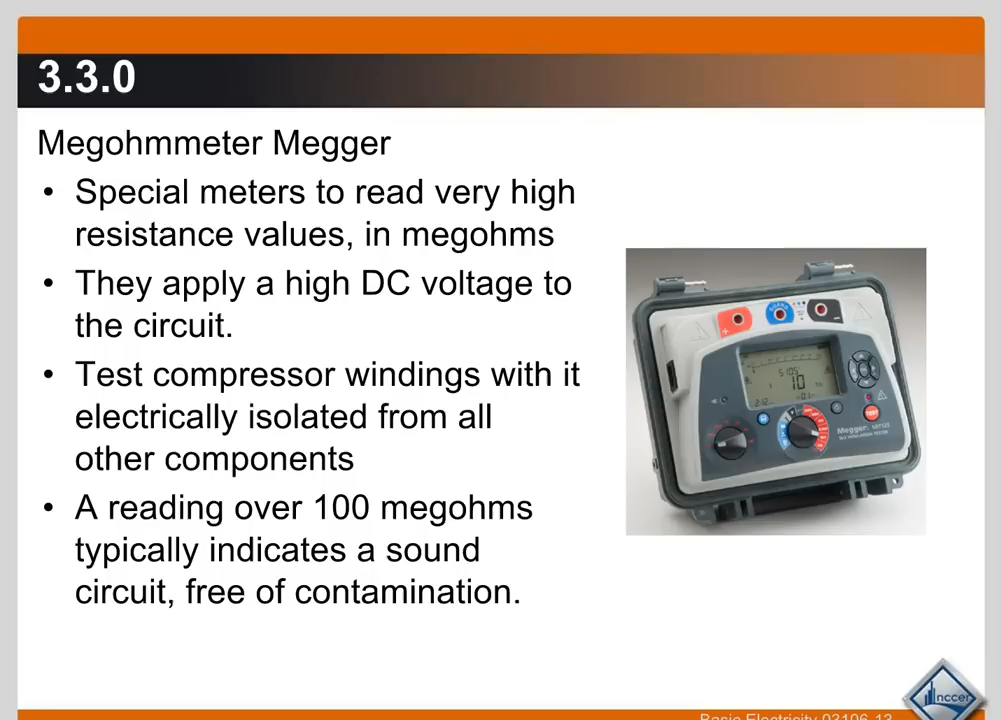 3.3.0
Megohmmeter Megger
• Special meters to read very high
resistance values, in megohms
• They apply a high DC voltage to
the circuit.
• Test compressor windings with it
electrically isolated from all
other components
• A reading over 100 megohms
typically indicates a sound
circuit, free of contamination.
Megger
TEST
nccer
Basic Electricity 03106-13